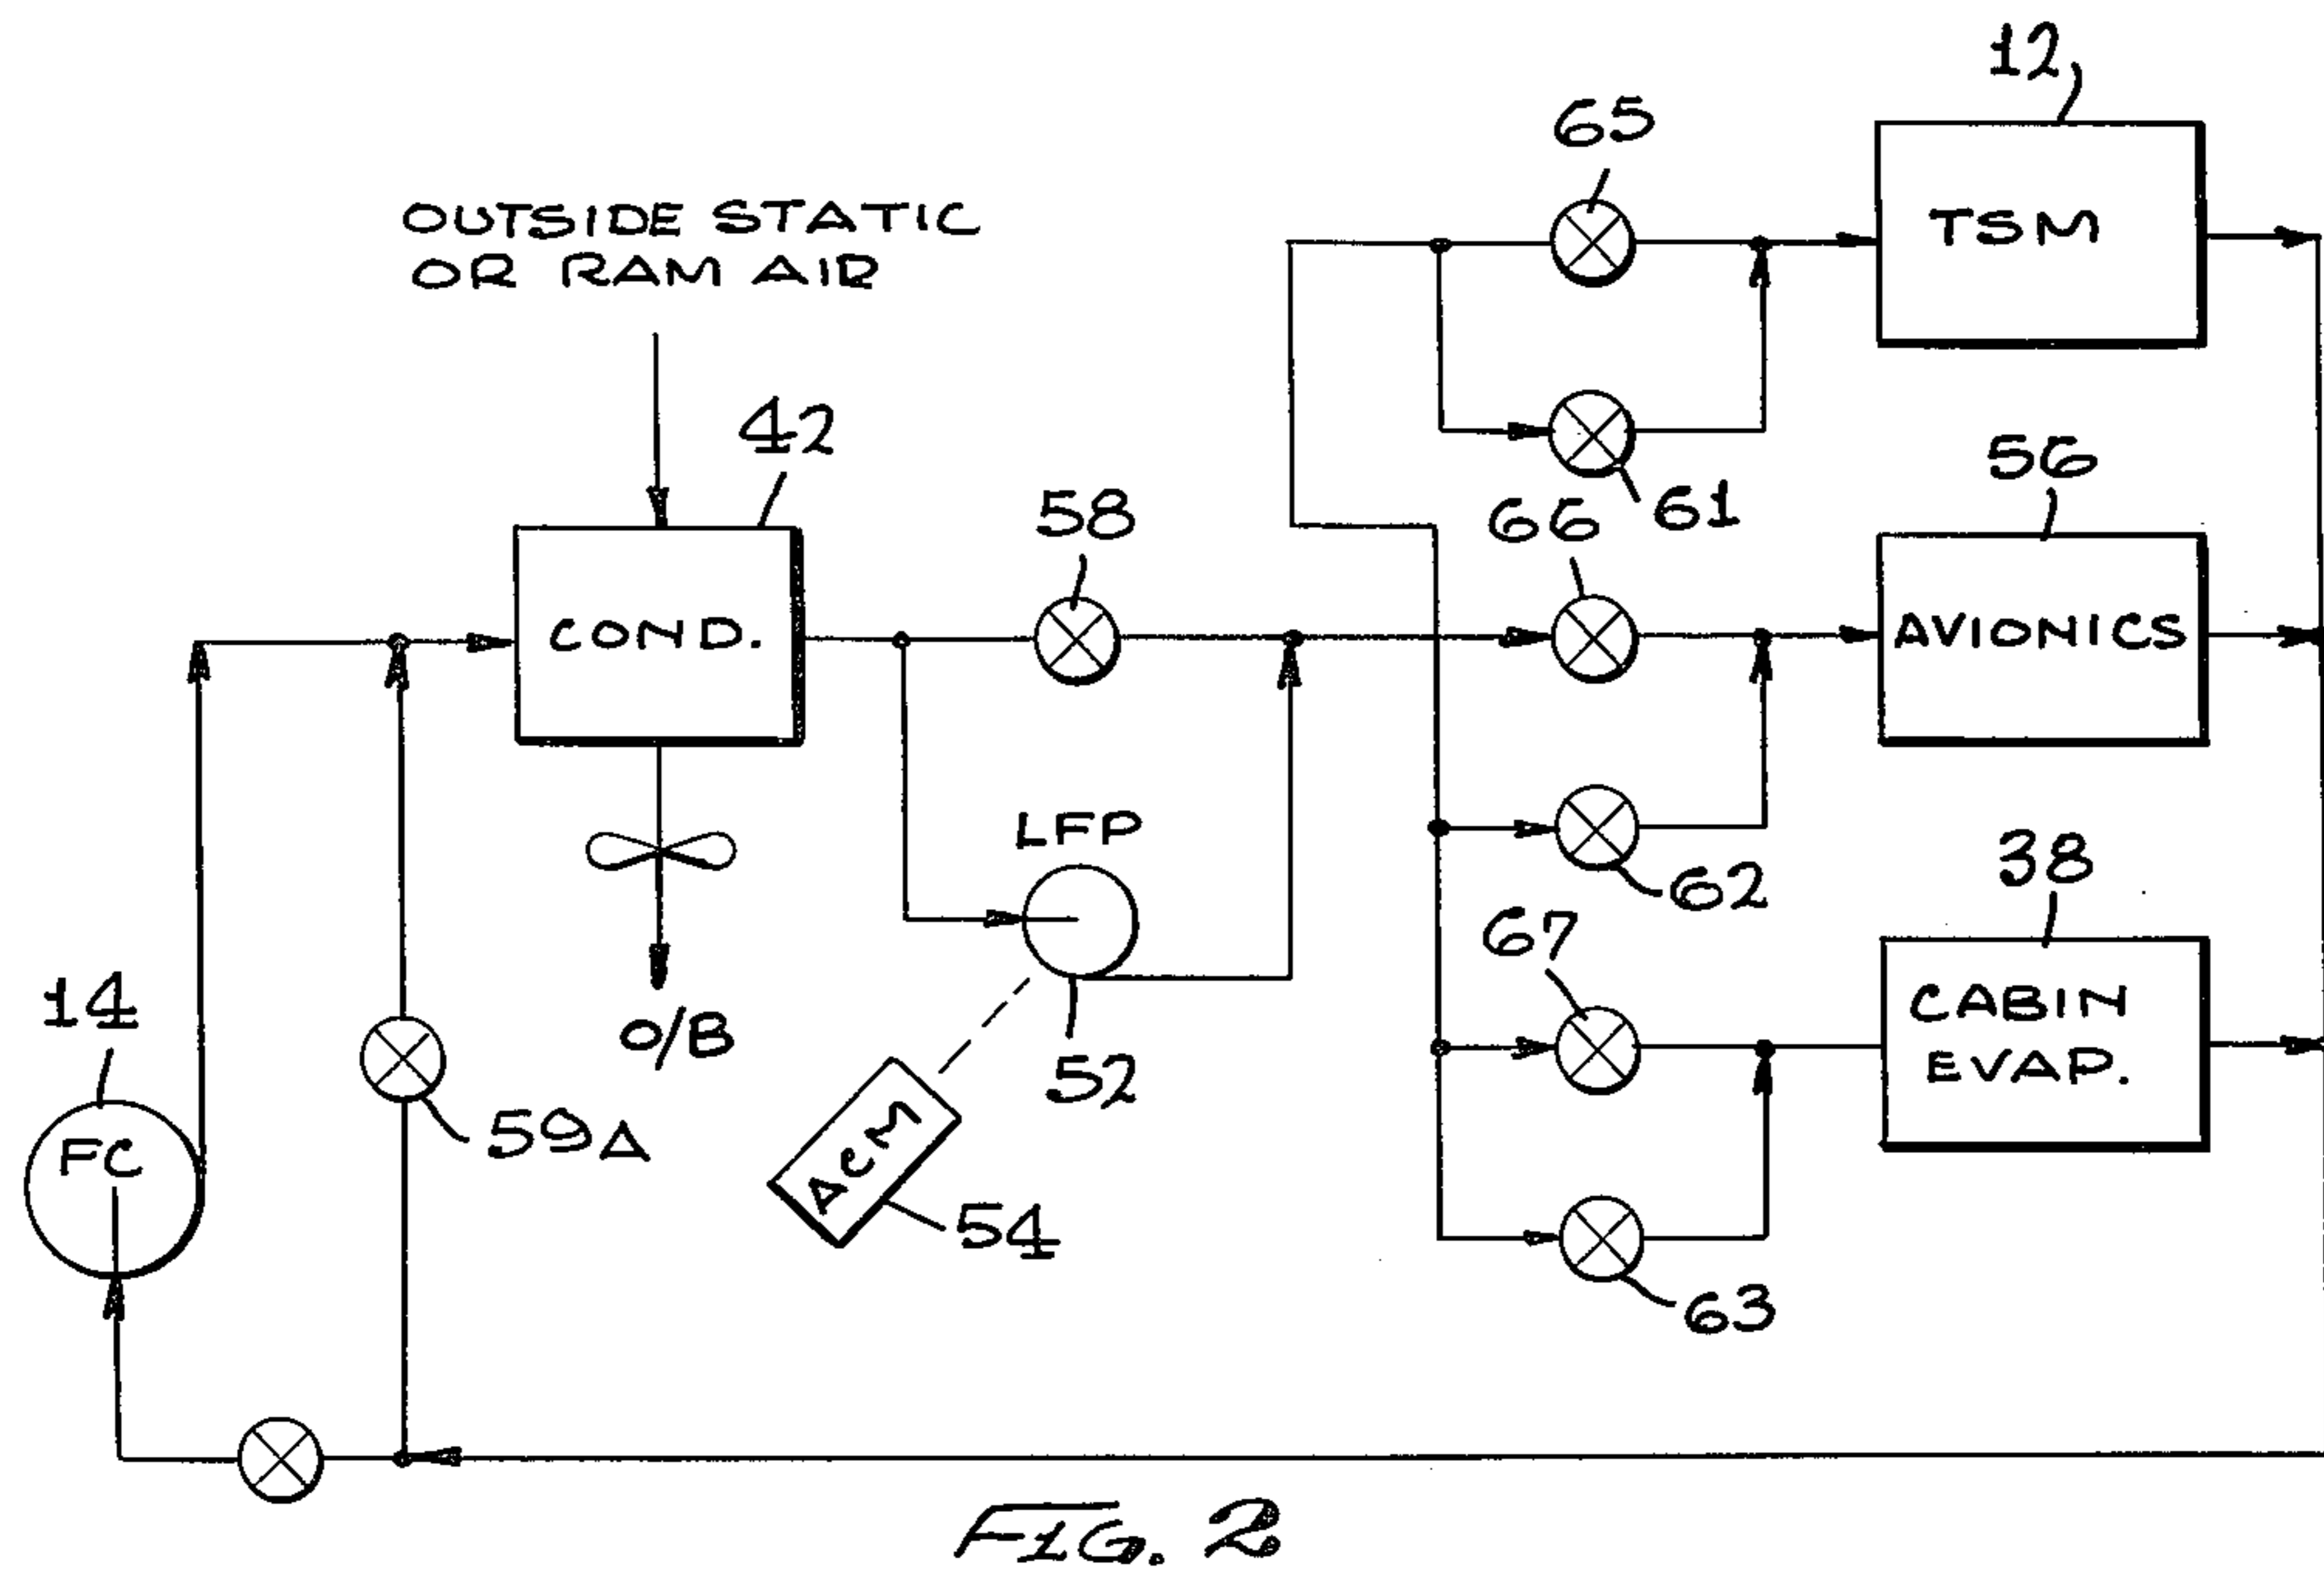 12
65
OUTSIDE STATIC
OR RAM AIR
TSM
42
58
61
56
66
COND.
AVIONICS
LFP
62
38
67
14
O/B
52
CABIN
EVAP.
59A
FC
ACM
54
63
FIG. 2